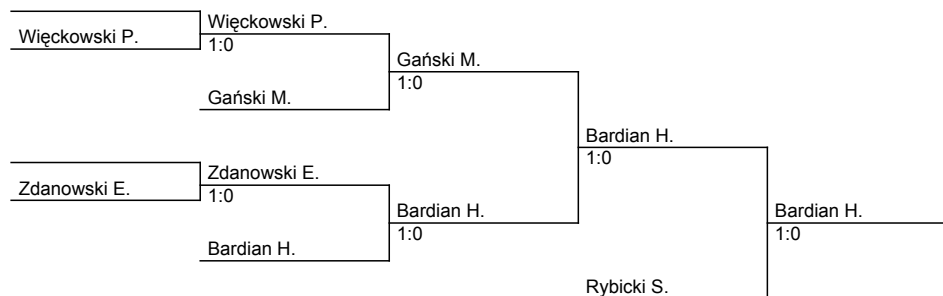 Więckowski P.
Więckowski P.
1:0
Gański M.
Gański M.
1:0
Zdanowski E.
Zdanowski E.
1:0
Bardian H.
Bardian H.
1:0
Bardian H.
1:0
Rybicki S.
Bardian H.
1:0